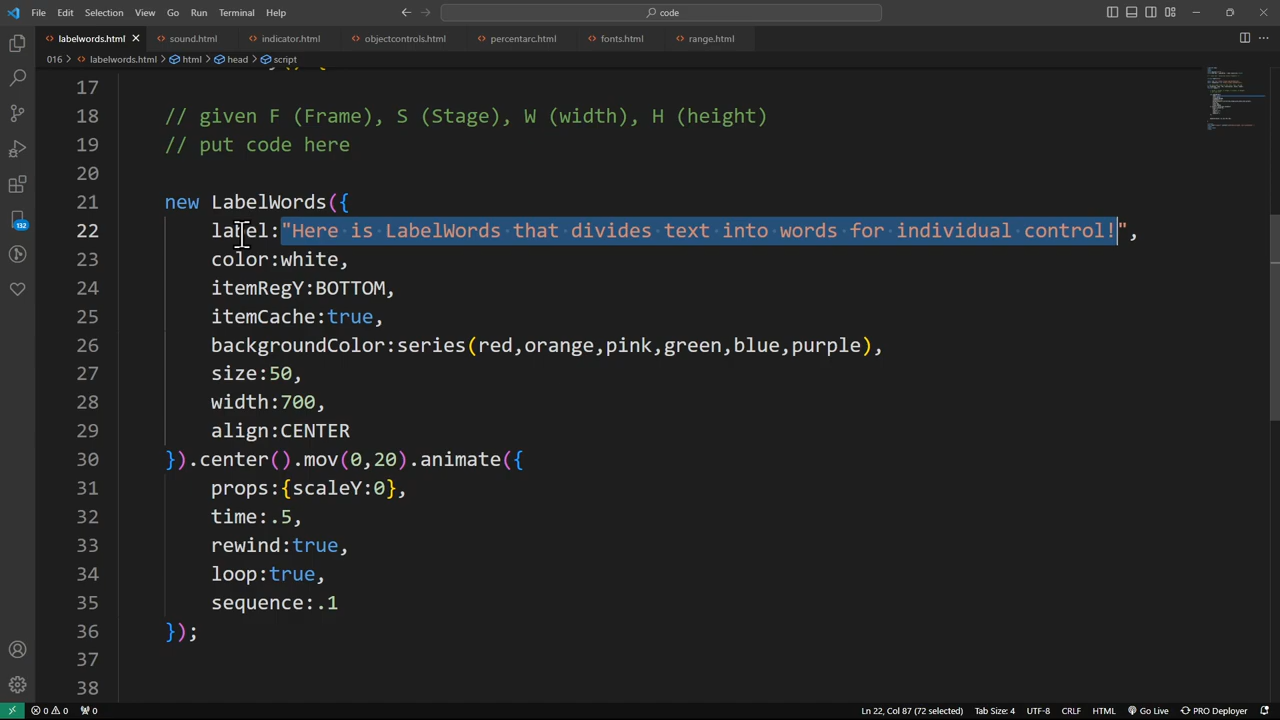 File Edit Selection View Go Run Terminal Help
code
labelwords.html
sound.html
indicator.html
objectcontrols.html
percentarc.html
fonts.html
range.html
016 > labelwords.html > html > head > script
17
18 // given F (Frame), S (Stage), W (width), H (height)
19 // put code here
20
21 new LabelWords({
22 label:"Here is LabelWords that divides text into words for individual control!",
23 color:white,
24 itemRegY:BOTTOM,
25 itemCache:true,
26 backgroundColor:series(red,orange,pink,green,blue,purple),
27 size:50,
28 width:700,
29 align:CENTER
30 }).center().mov(0,20).animate({
31 props:{scaleY:0},
32 time:.5,
33 rewind:true,
34 loop:true,
35 sequence:.1
36 });
37
38
132
0 0 0 Ln 22, Col 87 (72 selected) Tab Size: 4 UTF-8 CRLF HTML Go Live PRO Deployer